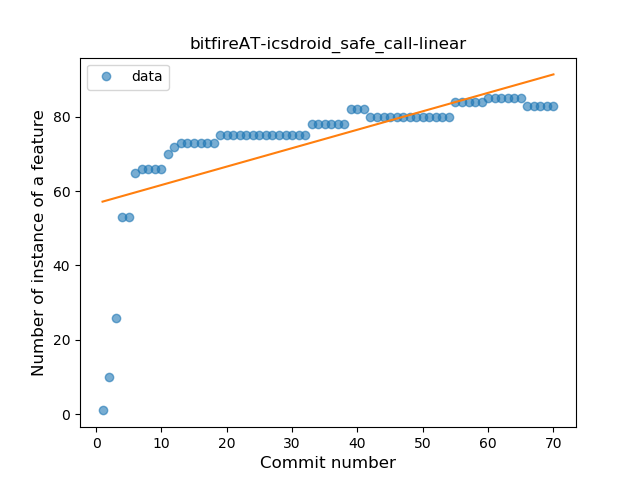 bitfireAT-icsdroid_safe_call-linear
data
Number of instance of a feature
80
60
40
20
0
0 10 20 30 40 50 60 70
Commit number